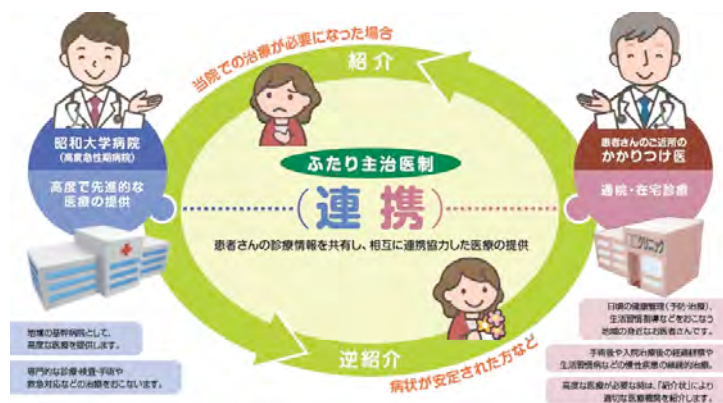 当院での治療が必要になった場合
紹介
昭和大学病院
(高度急性期病院)
高度で先進的な
医療の提供
患者さんのご近所の
かかりつけ医
通院・在宅診療
ふたり主治医制
(連携)
患者さんの診療情報を共有し、相互に連携協力した医療の提供
クリニック
逆紹介
病状が安定された方など
地域の基幹病院として、
高度な医療を提供します。
専門的な診療・検査・手術や
救急対応などの治療をおこないます。
日頃の健康管理(予防・治療)、
生活習慣指導などをおこなう
地域の身近なお医者さんです。
手術後や入院治療後の経過観察や
生活習慣病などの慢性疾患の継続的治療。
高度な医療が必要な時は、「紹介状」により
適切な医療機関を紹介します。